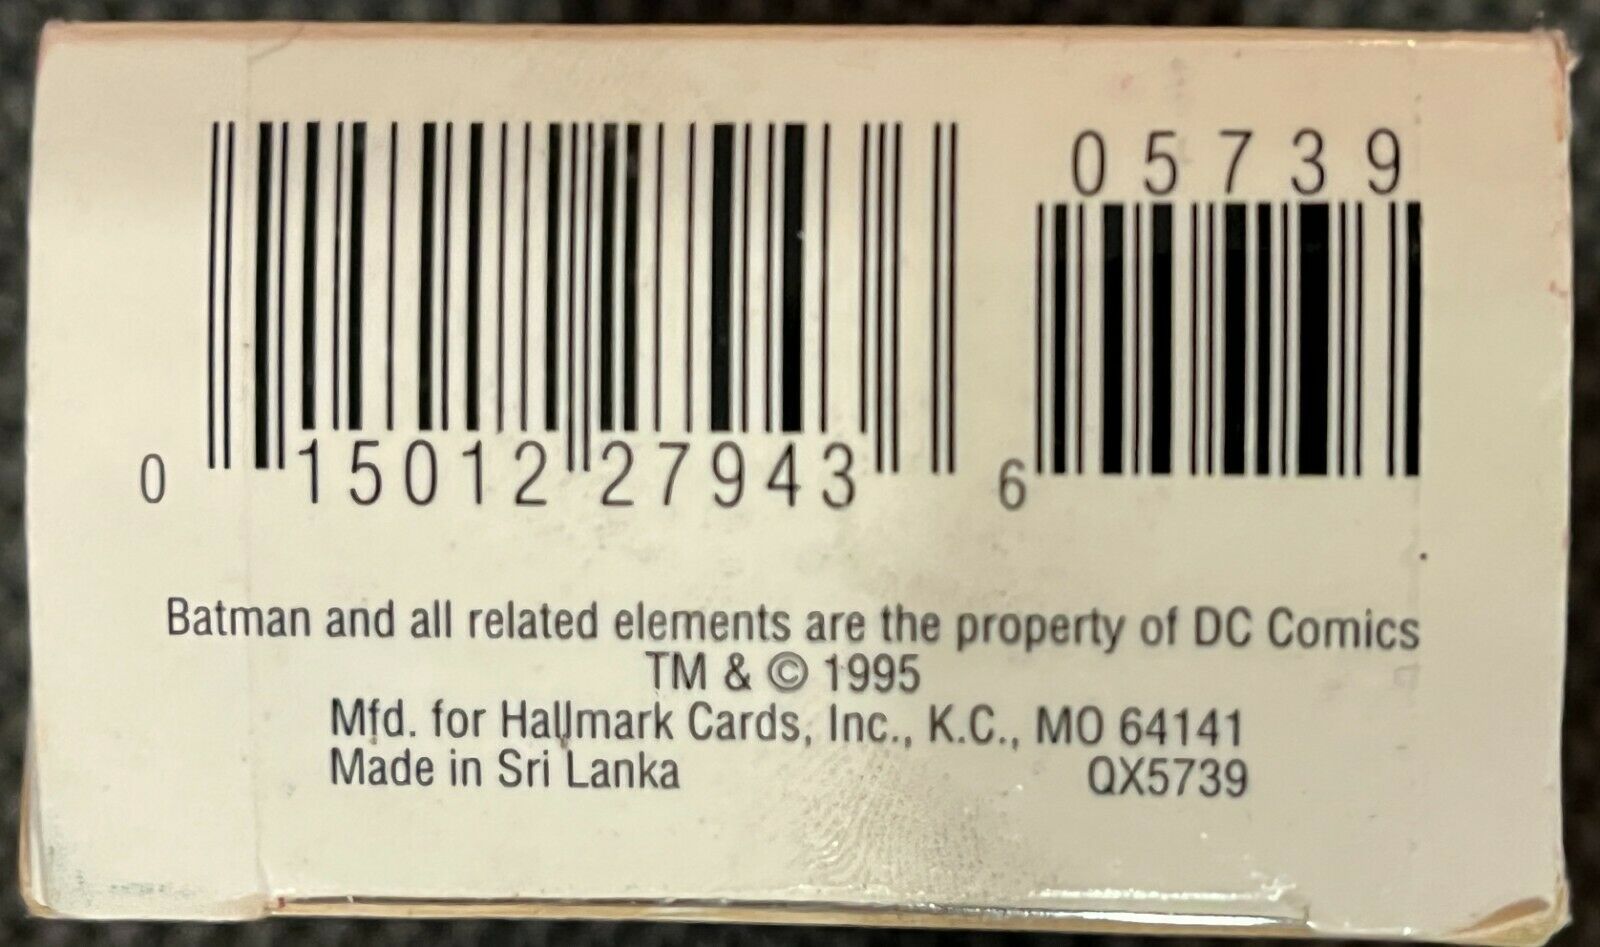 05739
0 15012 27943 6
Batman and all related elements are the property of DC Comics
TM & © 1995
Mfd. for Hallmark Cards, Inc., K.C., MO 64141
Made in Sri Lanka QX5739